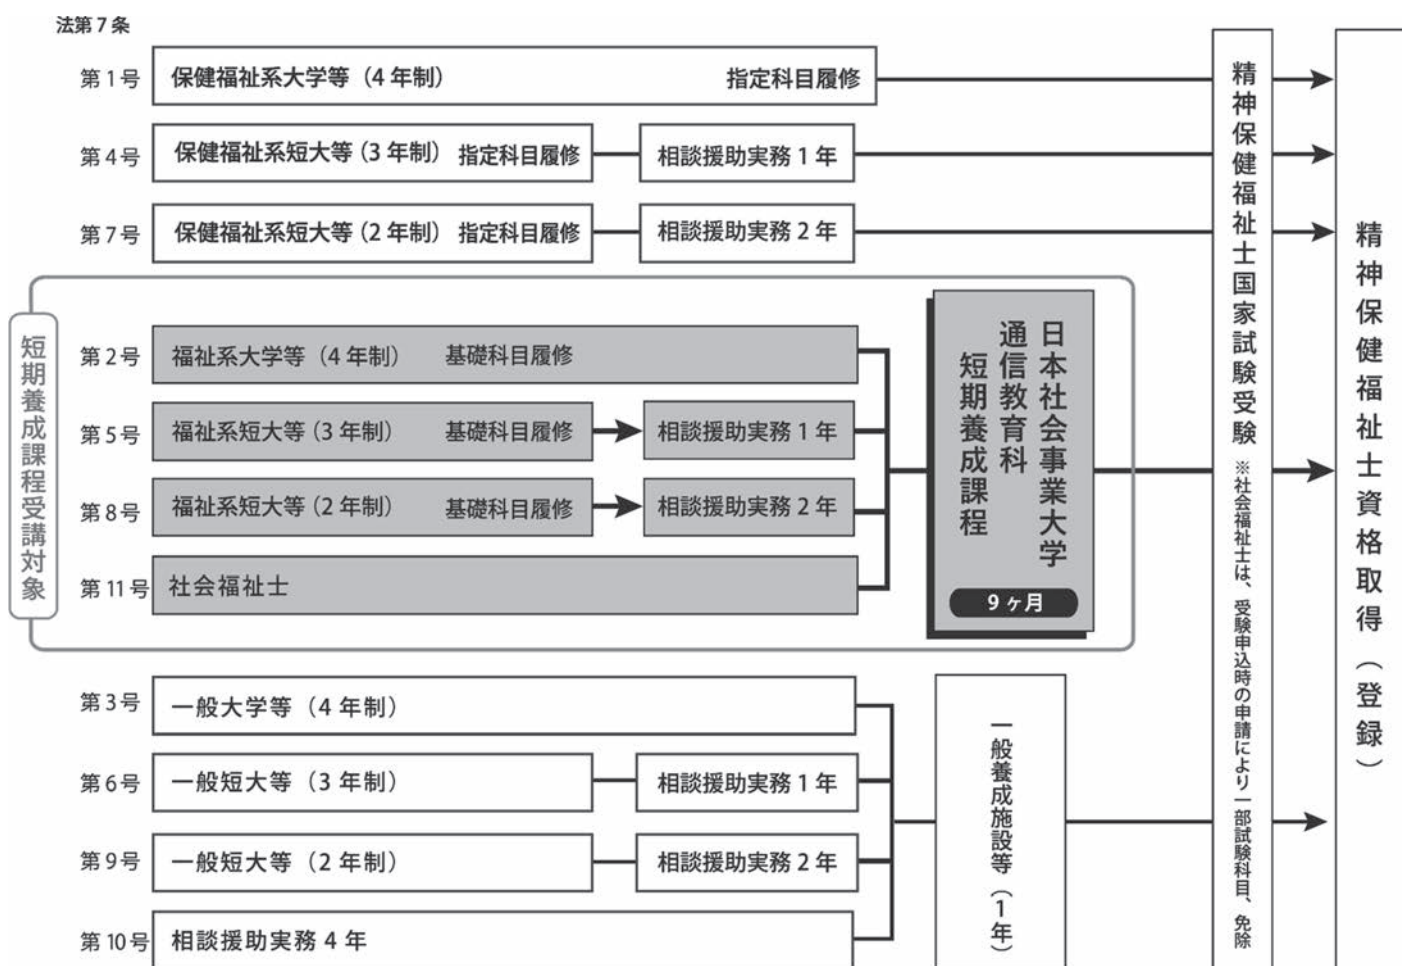 法第7条
第1号 保健福祉系大学等（4年制） 指定科目履修
第4号 保健福祉系短大等（3年制） 指定科目履修 相談援助実務1年
第7号 保健福祉系短大等（2年制） 指定科目履修 相談援助実務2年
短期養成課程受講対象
第2号 福祉系大学等（4年制） 基礎科目履修
第5号 福祉系短大等（3年制） 基礎科目履修 相談援助実務1年
第8号 福祉系短大等（2年制） 基礎科目履修 相談援助実務2年
第11号 社会福祉士
日本社会事業大学
通信教育科
短期養成課程
9ヶ月
第3号 一般大学等（4年制）
第6号 一般短大等（3年制） 相談援助実務1年
第9号 一般短大等（2年制） 相談援助実務2年
第10号 相談援助実務4年
一般養成施設等（1年）
精神保健福祉士国家試験受験 ※社会福祉士は、受験申込時の申請により一部試験科目、免除
精神保健福祉士資格取得（登録）